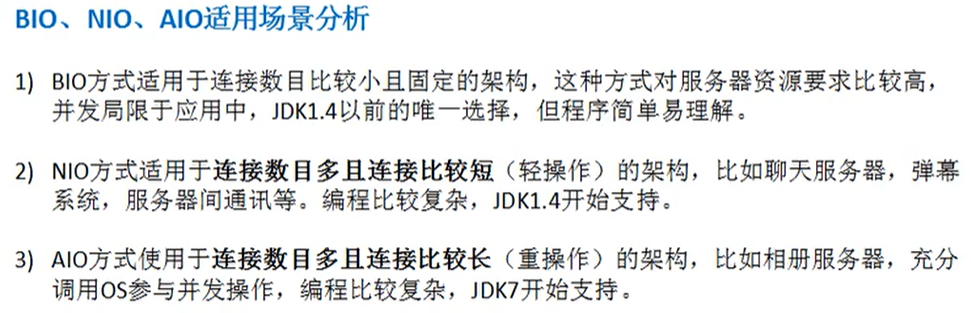 BIO、NIO、AIO适用场景分析
1) BIO方式适用于连接数目比较小且固定的架构，这种方式对服务器资源要求比较高，
并发局限于应用中，JDK1.4以前的唯一选择，但程序简单易理解。
2) NIO方式适用于连接数目多且连接比较短（轻操作）的架构，比如聊天服务器，弹幕
系统，服务器间通讯等。编程比较复杂，JDK1.4开始支持。
3) AIO方式使用于连接数目多且连接比较长（重操作）的架构，比如相册服务器，充分
调用OS参与并发操作，编程比较复杂，JDK7开始支持。